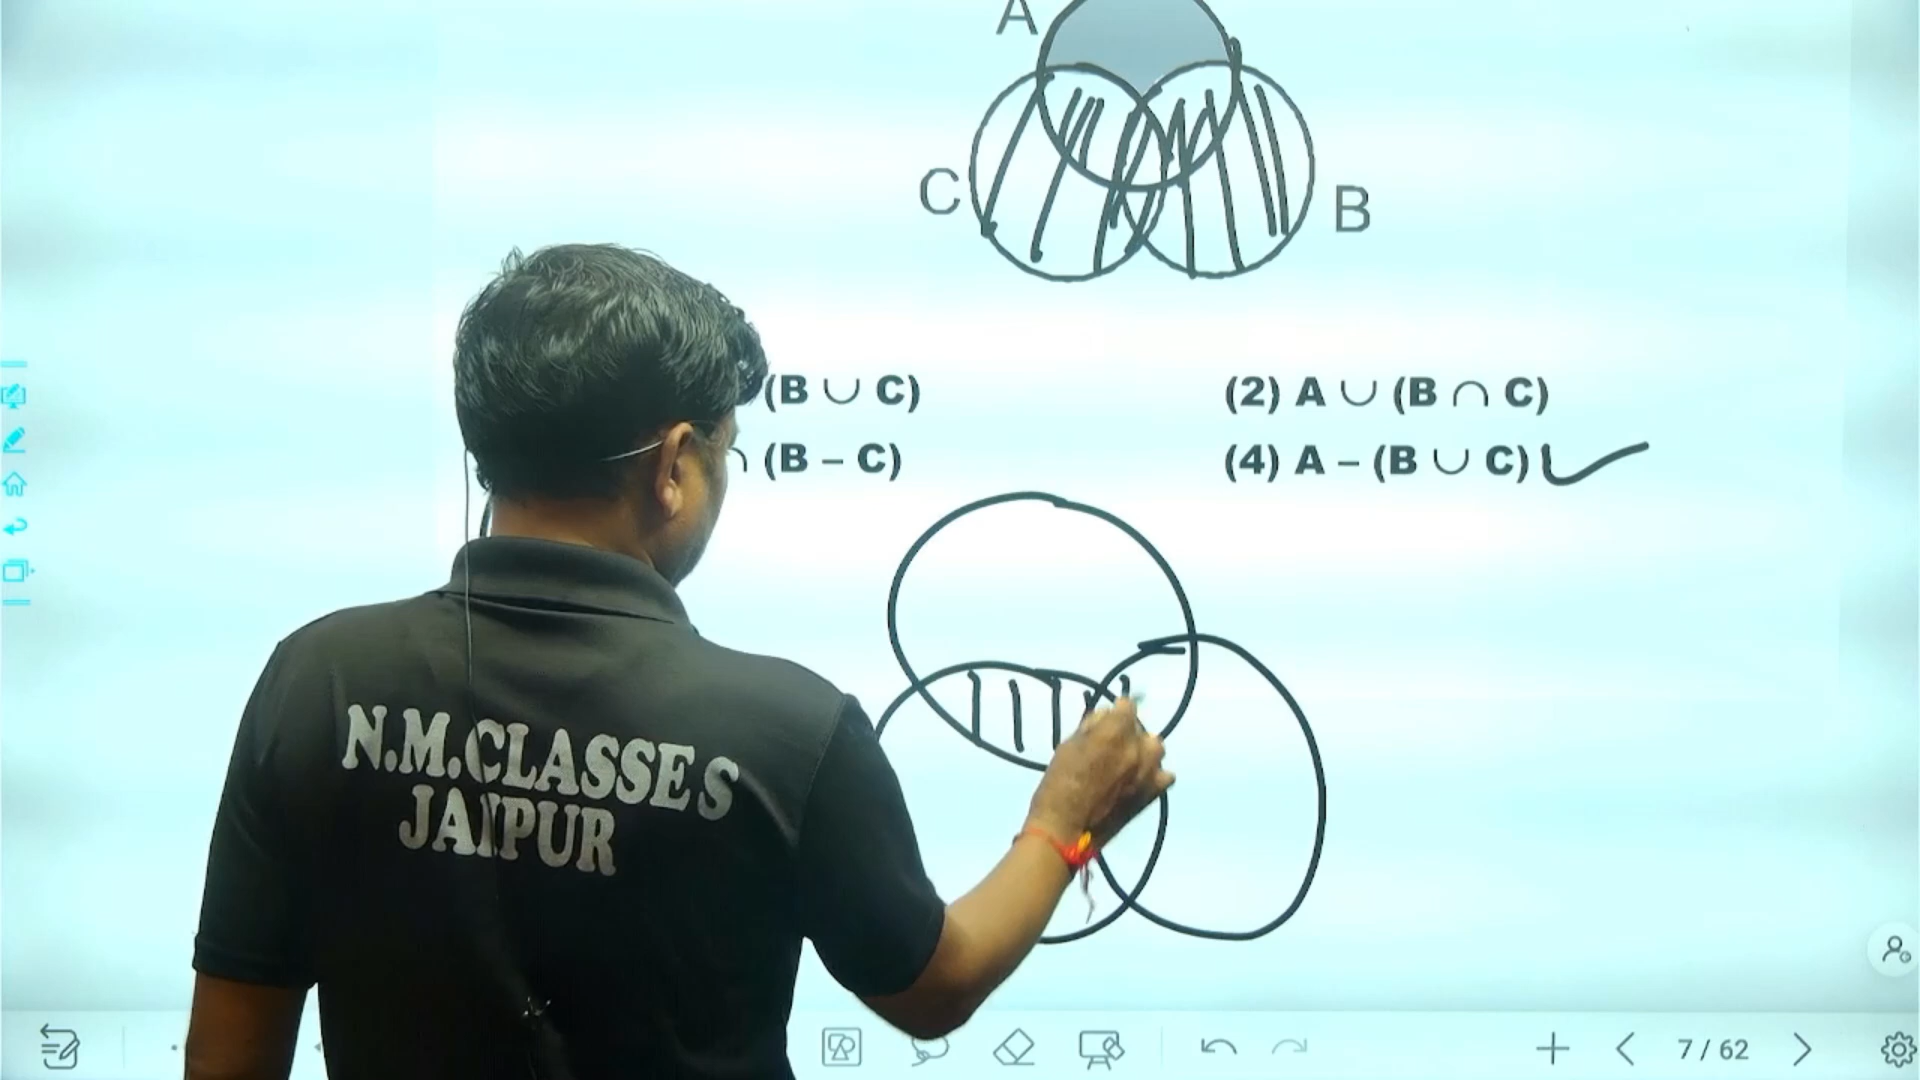 A
C
B
(B ∪ C)
(2) A ∪ (B ∩ C)
∩ (B – C)
(4) A – (B ∪ C)
N.M.CLASSES
JAIPUR
7 / 62